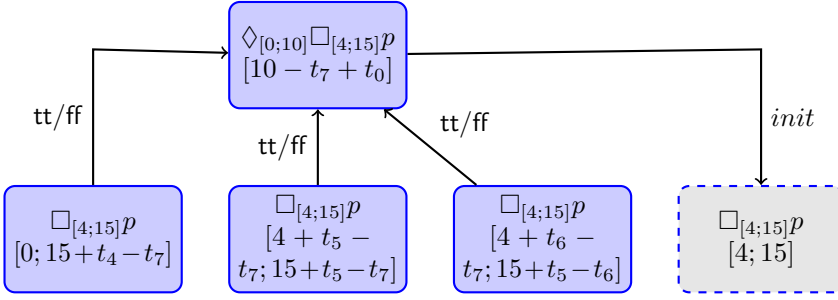 ◊[0;10]□[4;15]p
[10 − t₇ + t₀]
tt/ff
tt/ff
tt/ff
init
□[4;15]p
[0; 15+t₄−t₇]
□[4;15]p
[4 + t₅ −
t₇; 15+t₅−t₇]
□[4;15]p
[4 + t₆ −
t₇; 15+t₅−t₆]
□[4;15]p
[4; 15]